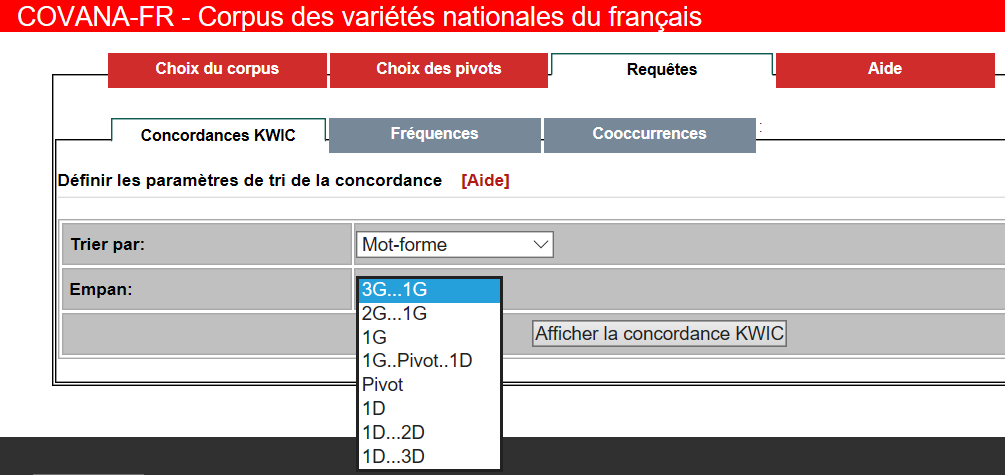 COVANA-FR - Corpus des variétés nationales du français
Choix du corpus Choix des pivots Requêtes Aide
Concordances KWIC Fréquences Cooccurrences :
Définir les paramètres de tri de la concordance [Aide]
Trier par: Mot-forme
Empan:
3G...1G
2G...1G
1G
1G..Pivot..1D
Pivot
1D
1D...2D
1D...3D
Afficher la concordance KWIC